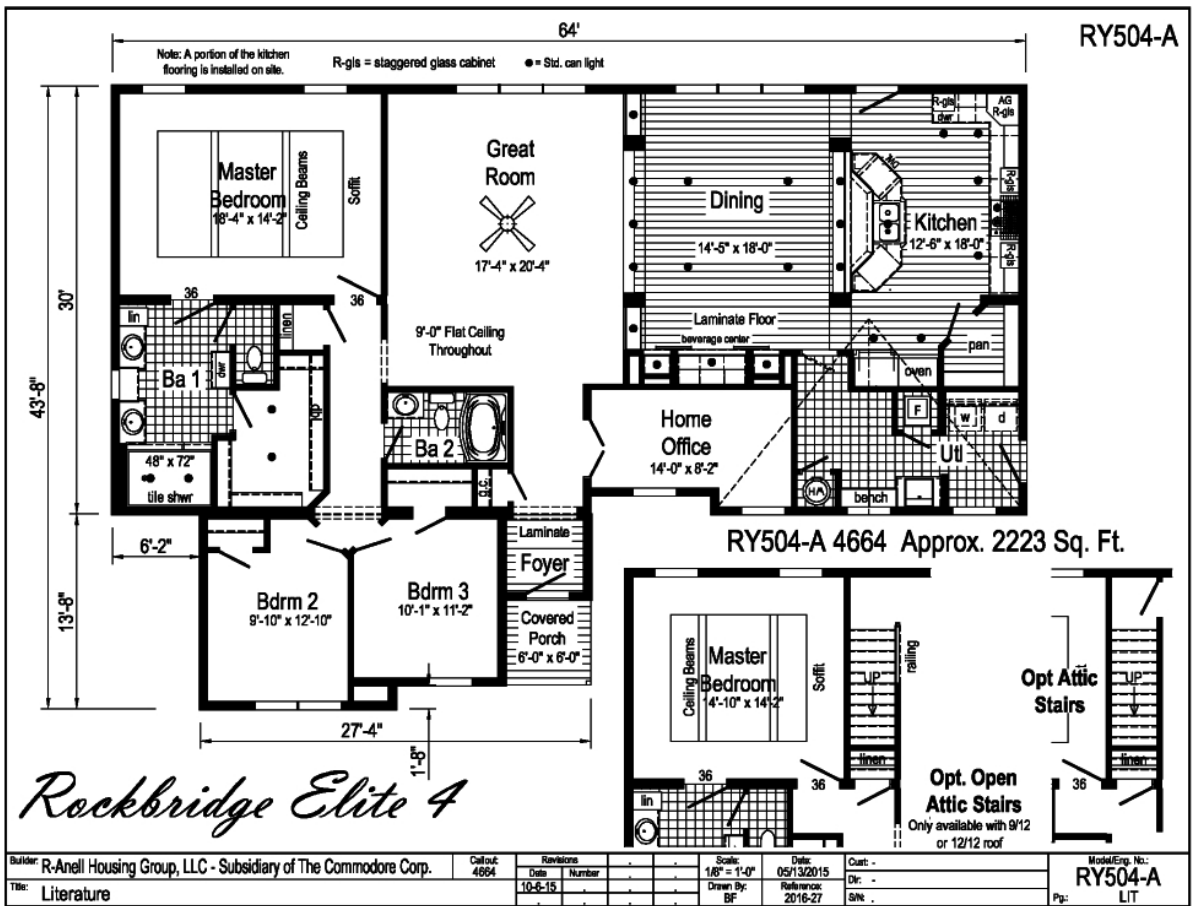 64'
RY504-A
Note: A portion of the kitchen
flooring is installed on site.
R-gls = staggered glass cabinet
● = Std. can light
Master
Bedroom
18'-4" x 14'-2"
Ceiling Beams
Soffit
Great
Room
17'-4" x 20'-4"
9'-0" Flat Ceiling
Throughout
Dining
14'-5" x 18'-0"
Laminate Floor
beverage center
R-gls
dwr
AG
R-gls
R-gls
R-gls
DW
Kitchen
12'-6" x 18'-0"
oven
pan
30'
43'-8"
13'-8"
36
36
lin
linen
dwr
Ba 1
48" x 72"
tile shwr
Ba 2
g.c.
Home
Office
14'-0" x 8'-2"
F
w
d
Utl
HW
bench
6'-2"
Laminate
Foyer
Bdrm 2
9'-10" x 12'-10"
Bdrm 3
10'-1" x 11'-2"
Covered
Porch
6'-0" x 6'-0"
27'-4"
1'-8"
RY504-A 4664 Approx. 2223 Sq. Ft.
Ceiling Beams
Master
Bedroom
14'-10" x 14'-2"
Soffit
UP
railing
linen
36
36
lin
Opt Attic
Stairs
UP
linen
36
Opt. Open
Attic Stairs
Only available with 9/12
or 12/12 roof
Rockbridge Elite 4
Builder: R-Anell Housing Group, LLC - Subsidiary of The Commodore Corp.
Title: Literature
Callout:
4664
Revisions
Date Number
10-6-15
Scale:
1/8" = 1'-0"
Drawn By:
BF
Date:
05/13/2015
Reference:
2016-27
Cust: -
Dlr: -
S/N: .
Model/Eng. No.:
RY504-A
Pg.: LIT